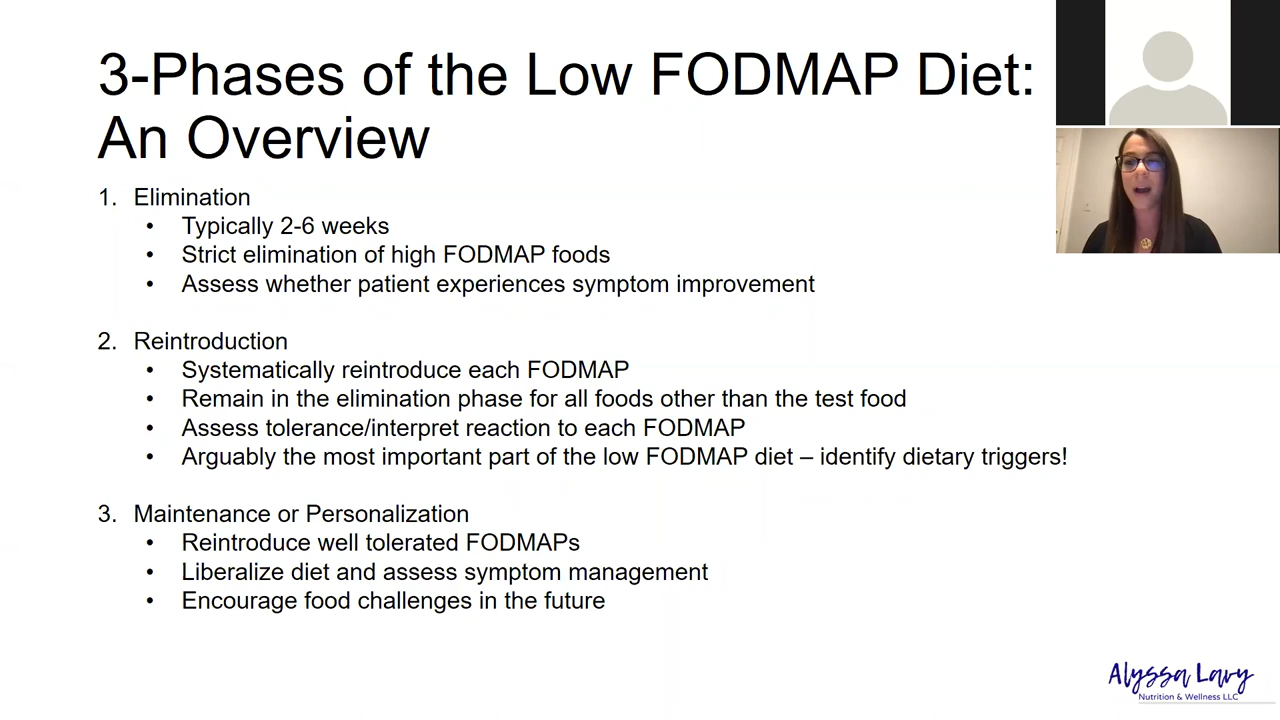 3-Phases of the Low FODMAP Diet:
An Overview
1. Elimination
• Typically 2-6 weeks
• Strict elimination of high FODMAP foods
• Assess whether patient experiences symptom improvement
2. Reintroduction
• Systematically reintroduce each FODMAP
• Remain in the elimination phase for all foods other than the test food
• Assess tolerance/interpret reaction to each FODMAP
• Arguably the most important part of the low FODMAP diet – identify dietary triggers!
3. Maintenance or Personalization
• Reintroduce well tolerated FODMAPs
• Liberalize diet and assess symptom management
• Encourage food challenges in the future
Alyssa Lavy
Nutrition & Wellness LLC